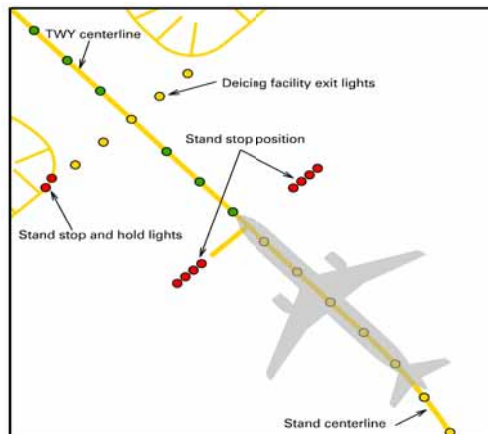 TWY centerline
Deicing facility exit lights
Stand stop position
Stand stop and hold lights
Stand centerline